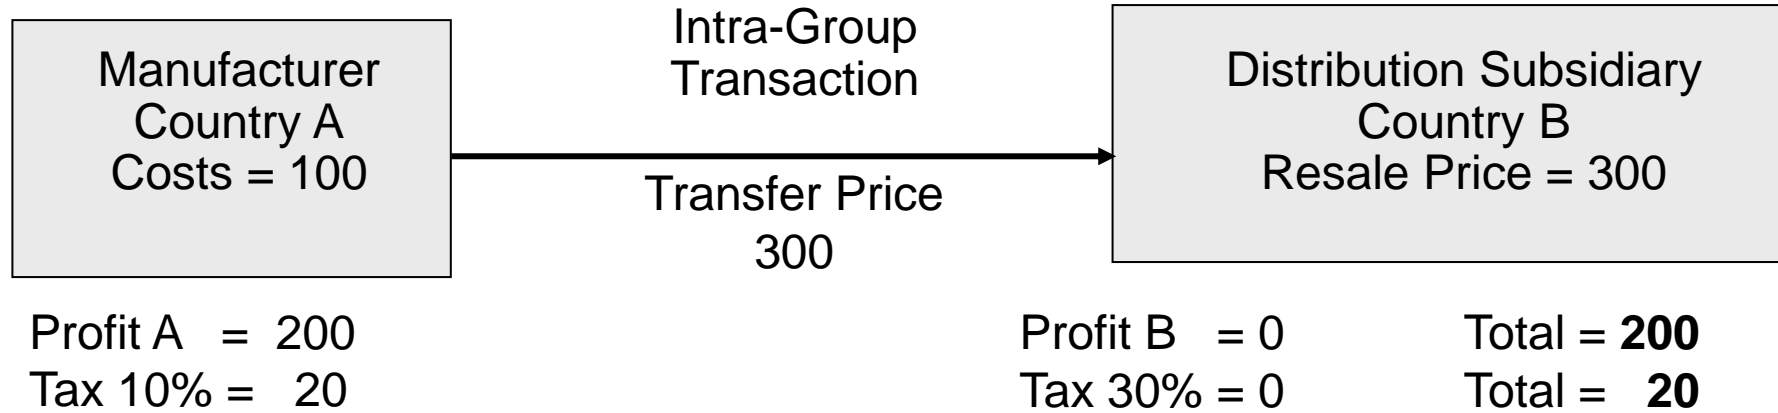 Manufacturer
Country A
Costs = 100
Intra-Group
Transaction
Transfer Price
300
Distribution Subsidiary
Country B
Resale Price = 300
Profit A = 200
Tax 10% = 20
Profit B = 0
Tax 30% = 0
Total = 200
Total = 20